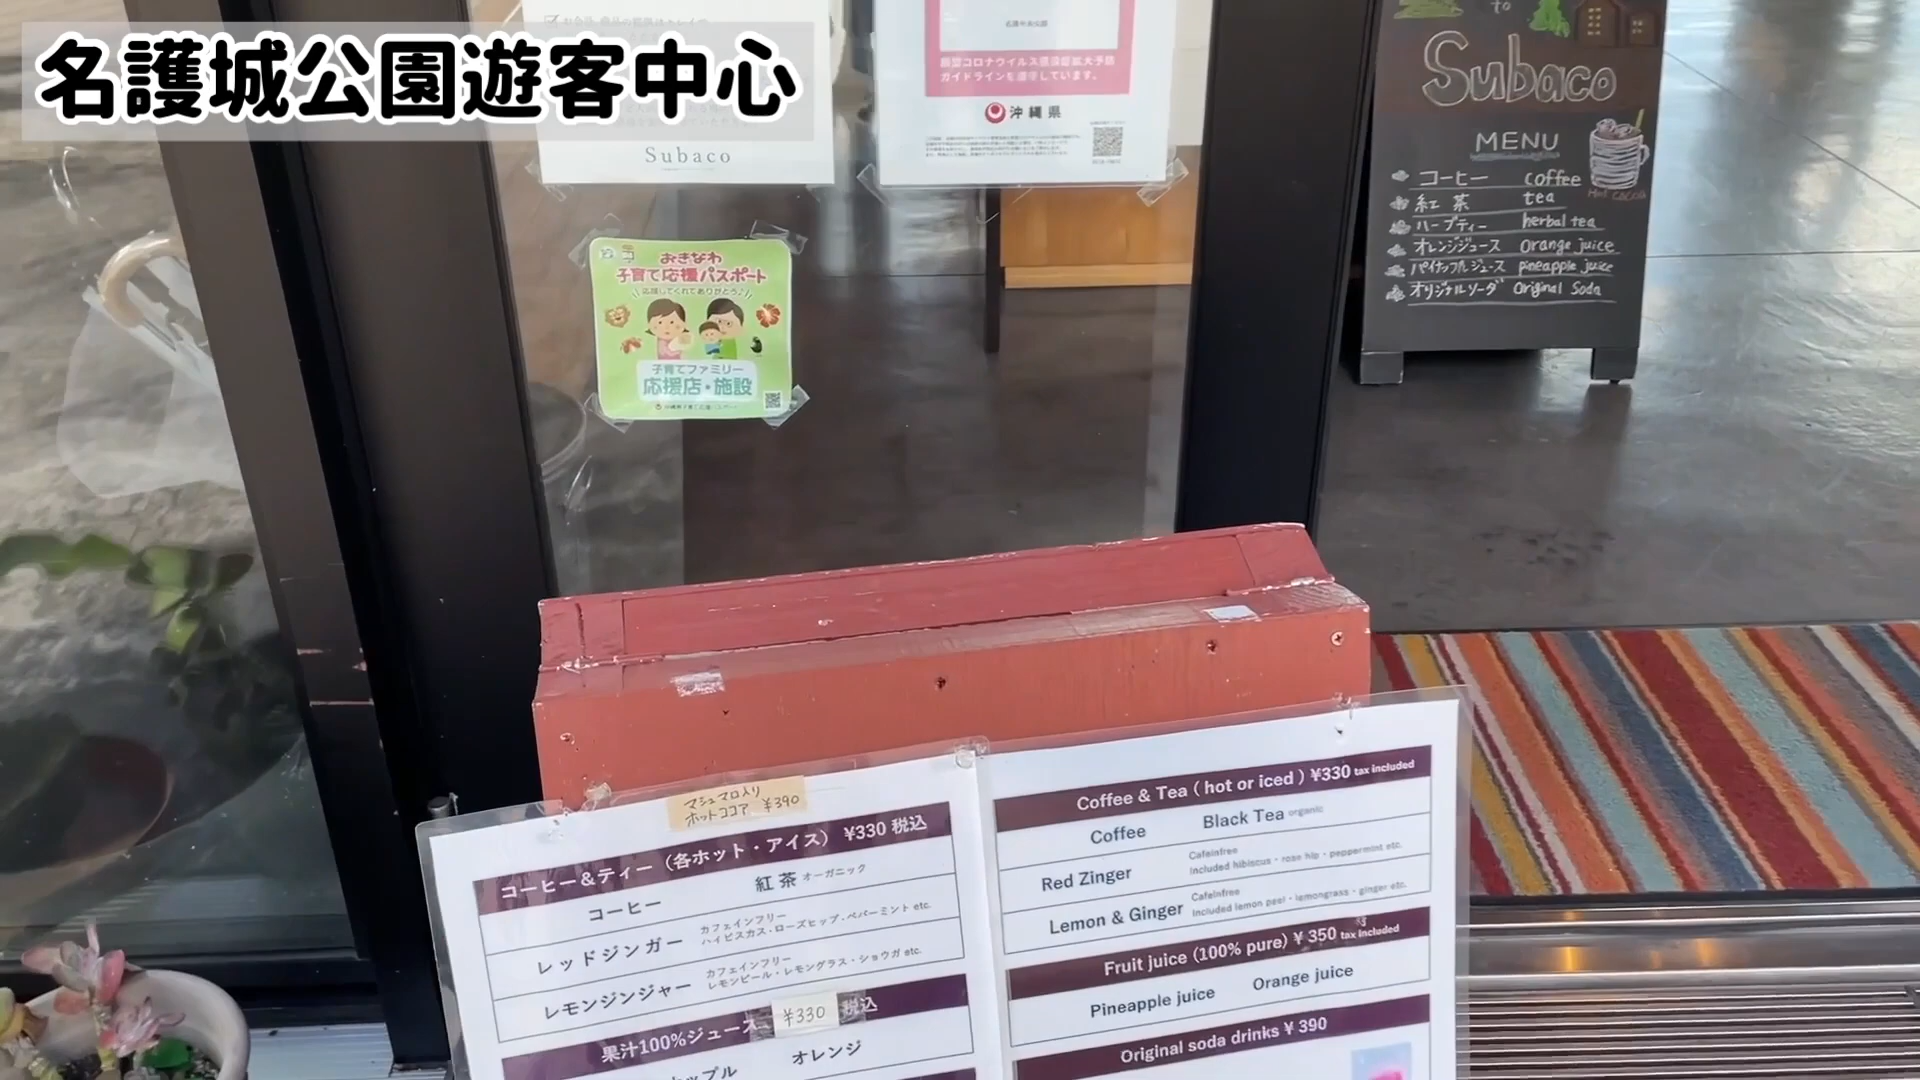 名護城公園遊客中心
Subaco
新型コロナウイルス感染症拡大予防
ガイドラインを遵守しています。
沖縄県
to
Subaco
MENU
コーヒー coffee
紅茶 tea
ハーブティー herbal tea
オレンジジュース Orange juice
パイナップルジュース pineapple juice
オリジナルソーダ Original Soda
Hot cocoa
おきなわ
子育て応援パスポート
応援してくれてありがとう♪
子育てファミリー
応援店・施設
マシュマロ入り
ホットココア ¥390
コーヒー&ティー（各ホット・アイス） ¥330 税込
コーヒー 紅茶 オーガニック
レッドジンガー カフェインフリー
ハイビスカス・ローズヒップ・ペパーミント etc.
レモンジンジャー カフェインフリー
レモンピール・レモングラス・ショウガ etc.
果汁100%ジュース ¥330 税込
ップル オレンジ
Coffee & Tea ( hot or iced ) ¥330 tax included
Coffee Black Tea organic
Red Zinger Cafeinfree
included hibiscus・rose hip・peppermint etc.
Lemon & Ginger Cafeinfree
included lemon peel・lemongrass・ginger etc.
Fruit juice (100% pure) ¥ 350 tax included
Pineapple juice Orange juice
Original soda drinks ¥ 390